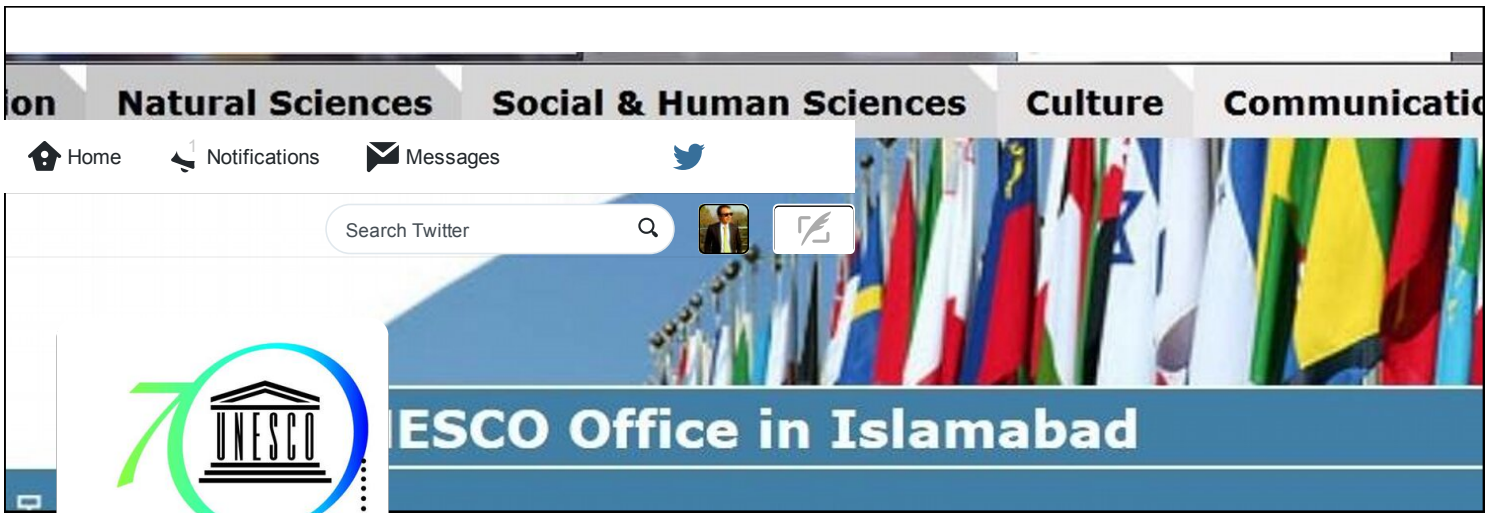 ion Natural Sciences Social & Human Sciences Culture Communicatio
Home 1 Notifications Messages
Search Twitter
70 UNESCO
ESCO Office in Islamabad